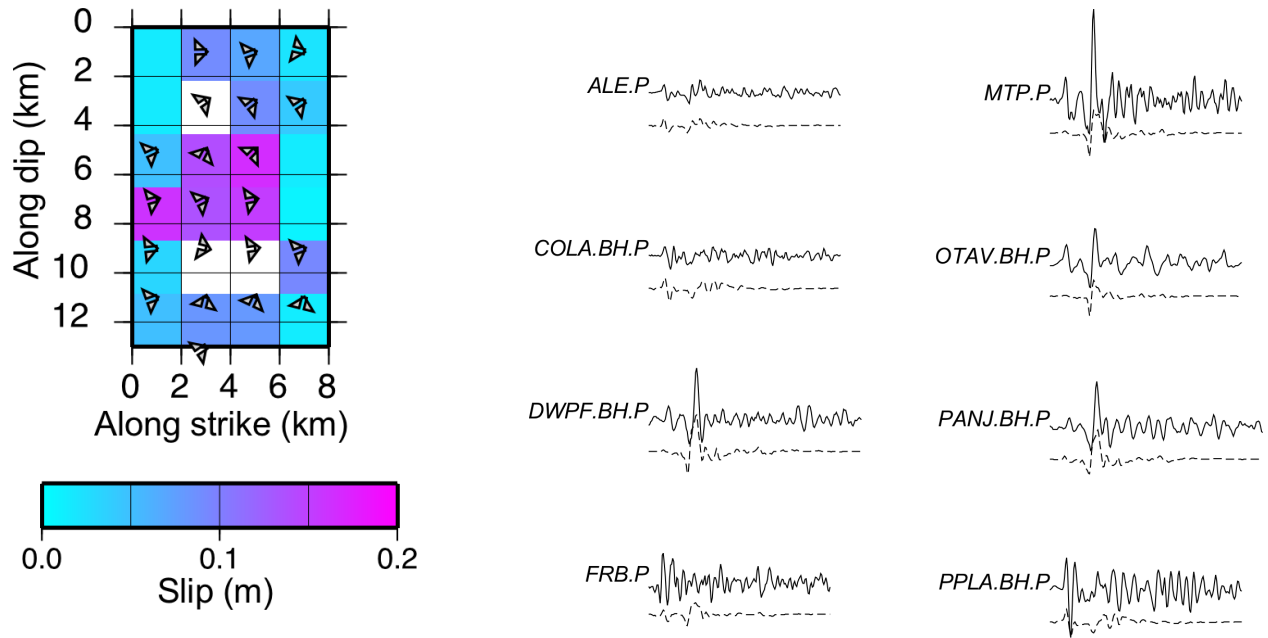 0
2
4
6
8
10
12
Along dip (km)
0 2 4 6 8
Along strike (km)
0.0 0.1 0.2
Slip (m)
ALE.P
MTP.P
COLA.BH.P
OTAV.BH.P
DWPF.BH.P
PANJ.BH.P
FRB.P
PPLA.BH.P